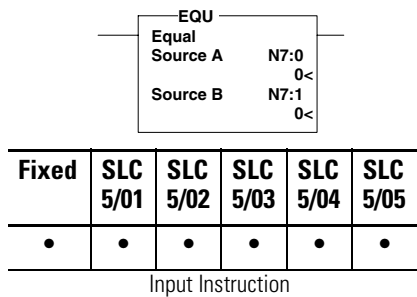 EQU
Equal
Source A N7:0
0<
Source B N7:1
0<
Fixed SLC 5/01 SLC 5/02 SLC 5/03 SLC 5/04 SLC 5/05
• • • • • •
Input Instruction